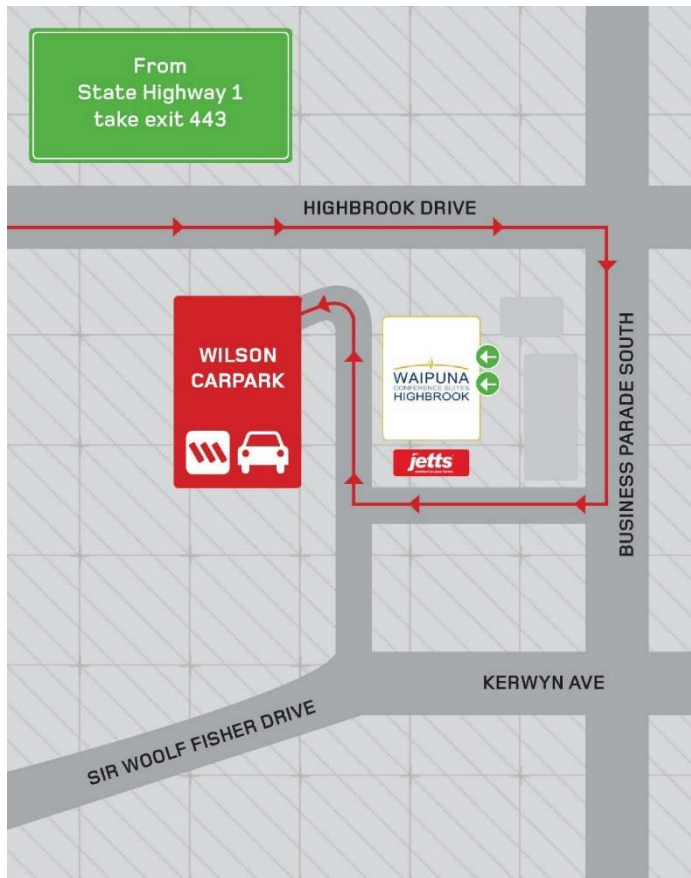 From
State Highway 1
take exit 443
HIGHBROOK DRIVE
WILSON
CARPARK
WAIPUNA
CONFERENCE SUITES
HIGHBROOK
jetts
BUSINESS PARADE SOUTH
KERWYN AVE
SIR WOOLF FISHER DRIVE